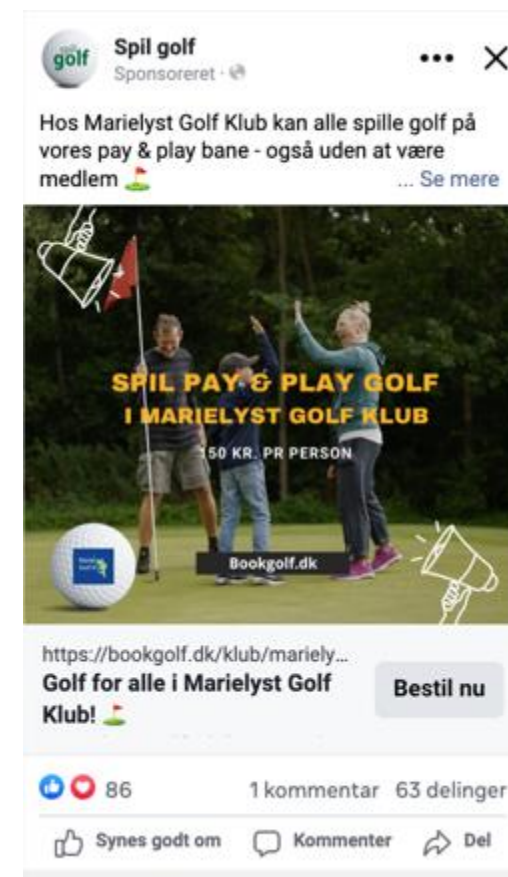 golf
Spil golf
Sponsoreret ·
Hos Marielyst Golf Klub kan alle spille golf på
vores pay & play bane - også uden at være
medlem ⛳ ... Se mere
SPIL PAY & PLAY GOLF
I MARIELYST GOLF KLUB
150 KR. PR PERSON
Bookgolf.dk
https://bookgolf.dk/klub/mariely...
Golf for alle i Marielyst Golf
Klub! ⛳
Bestil nu
86 1 kommentar 63 delinger
Synes godt om Kommenter Del